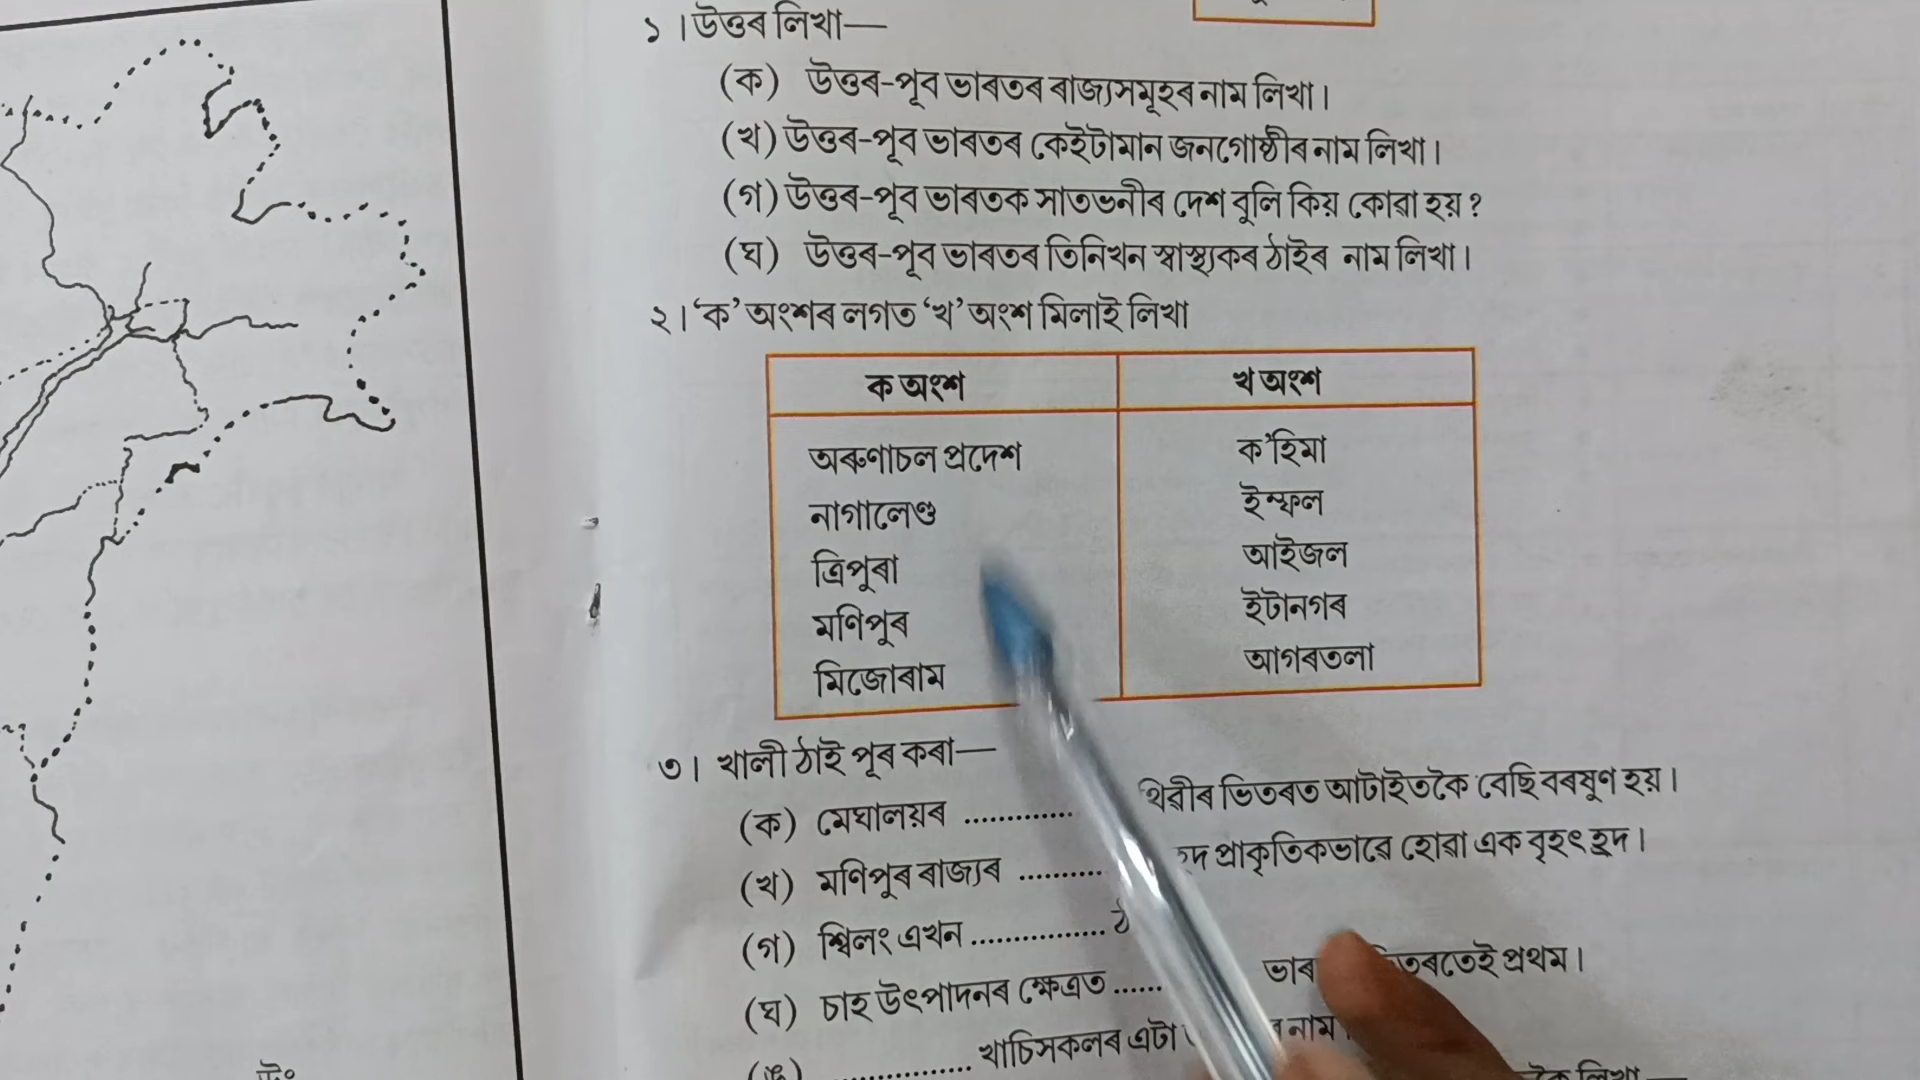 ১।উত্তৰ লিখা—
(ক) উত্তৰ-পূব ভাৰতৰ ৰাজ্যসমূহৰ নাম লিখা।
(খ) উত্তৰ-পূব ভাৰতৰ কেইটামান জনগোষ্ঠীৰ নাম লিখা।
(গ) উত্তৰ-পূব ভাৰতক সাতভনীৰ দেশ বুলি কিয় কোৱা হয়?
(ঘ) উত্তৰ-পূব ভাৰতৰ তিনিখন স্বাস্থ্যকৰ ঠাইৰ নাম লিখা।
২। ‘ক’ অংশৰ লগত ‘খ’ অংশ মিলাই লিখা
ক অংশ খ অংশ
অৰুণাচল প্ৰদেশ ক’হিমা
নাগালেণ্ড ইম্ফল
ত্ৰিপুৰা আইজল
মণিপুৰ ইটানগৰ
মিজোৰাম আগৰতলা
৩। খালী ঠাই পূৰ কৰা—
(ক) মেঘালয়ৰ ............. ভিতৰত আটাইতকৈ বেছি বৰষুণ হয়।
(খ) মণিপুৰ ৰাজ্যৰ .......... প্ৰাকৃতিকভাৱে হোৱা এক বৃহৎ হ্ৰদ।
(গ) শ্বিলং এখন ................
(ঘ) চাহ উৎপাদনৰ ক্ষেত্ৰত ...... প্ৰথম।
(ঙ) ................ খাচিসকলৰ এটা নাম
লিখা—